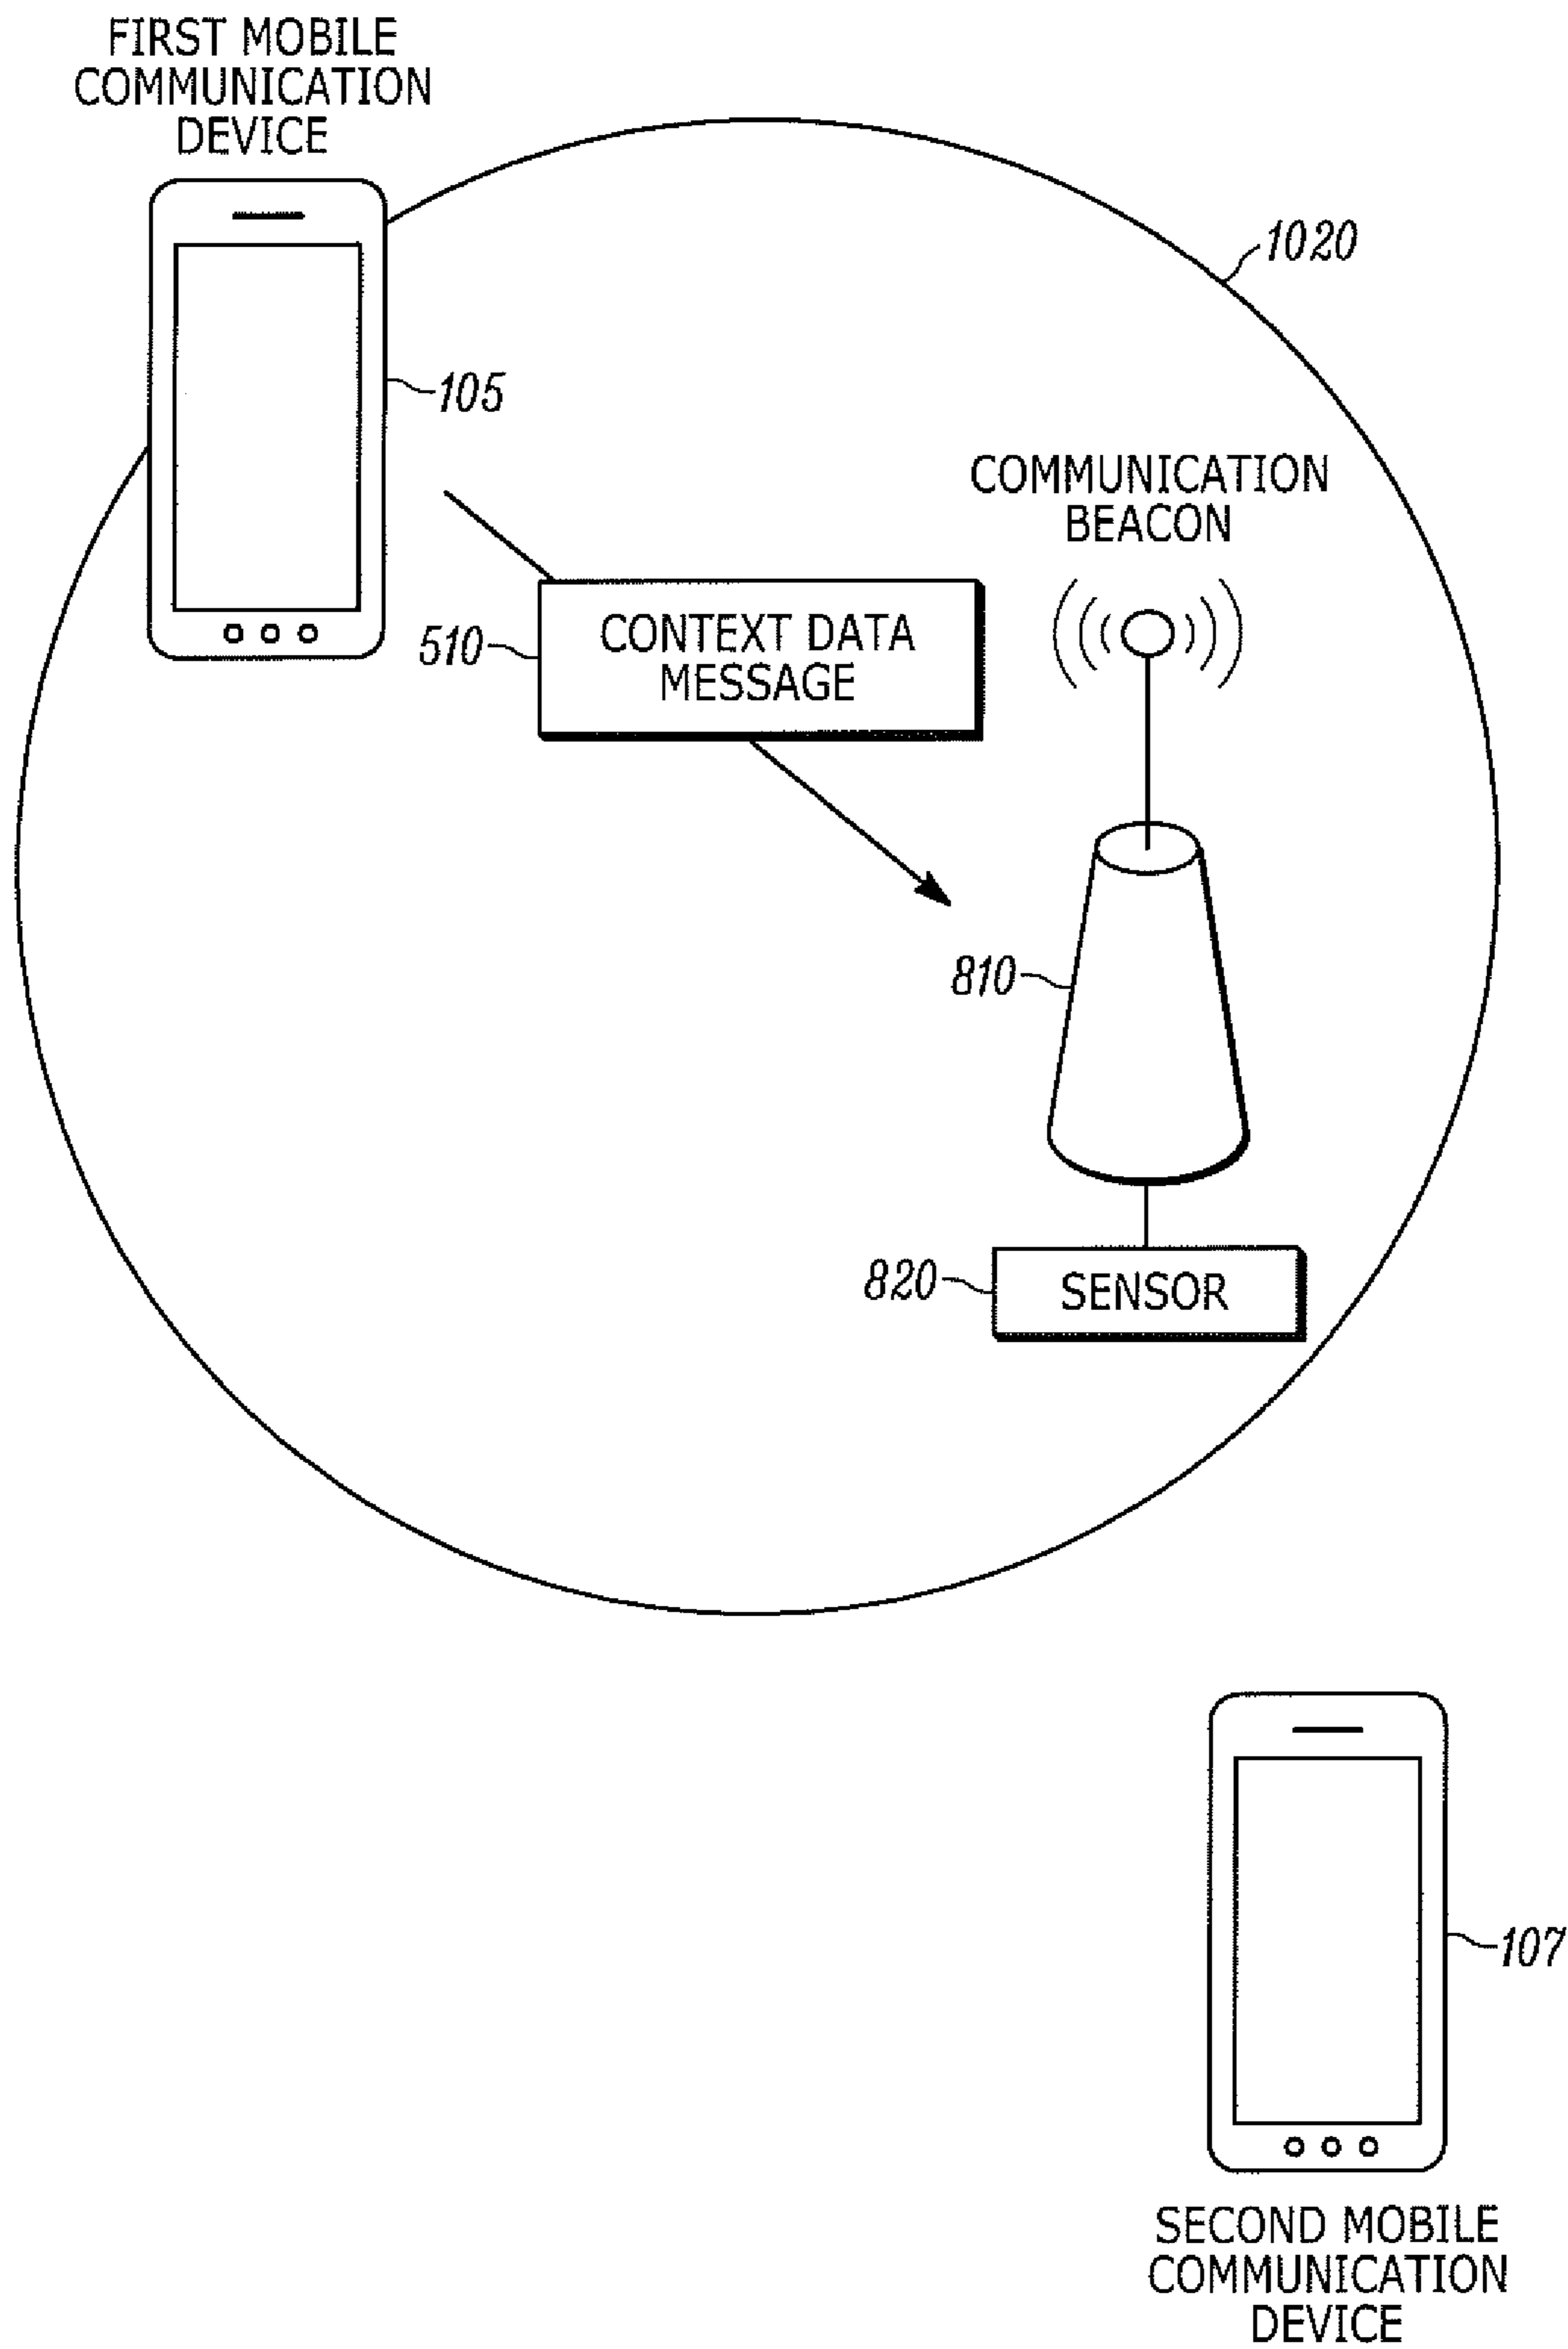 FIRST MOBILE
COMMUNICATION
DEVICE
1020
105
COMMUNICATION
BEACON
510
CONTEXT DATA
MESSAGE
810
820
SENSOR
107
SECOND MOBILE
COMMUNICATION
DEVICE